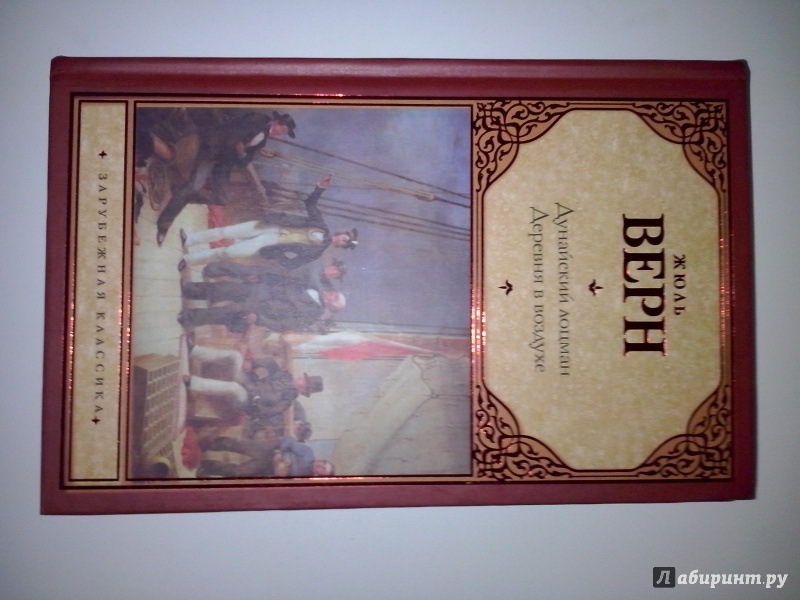 ЖЮЛЬ
ВЕРН
Дунайский лоцман
Деревня в воздухе
ЗАРУБЕЖНАЯ КЛАССИКА
Лабиринт.ру